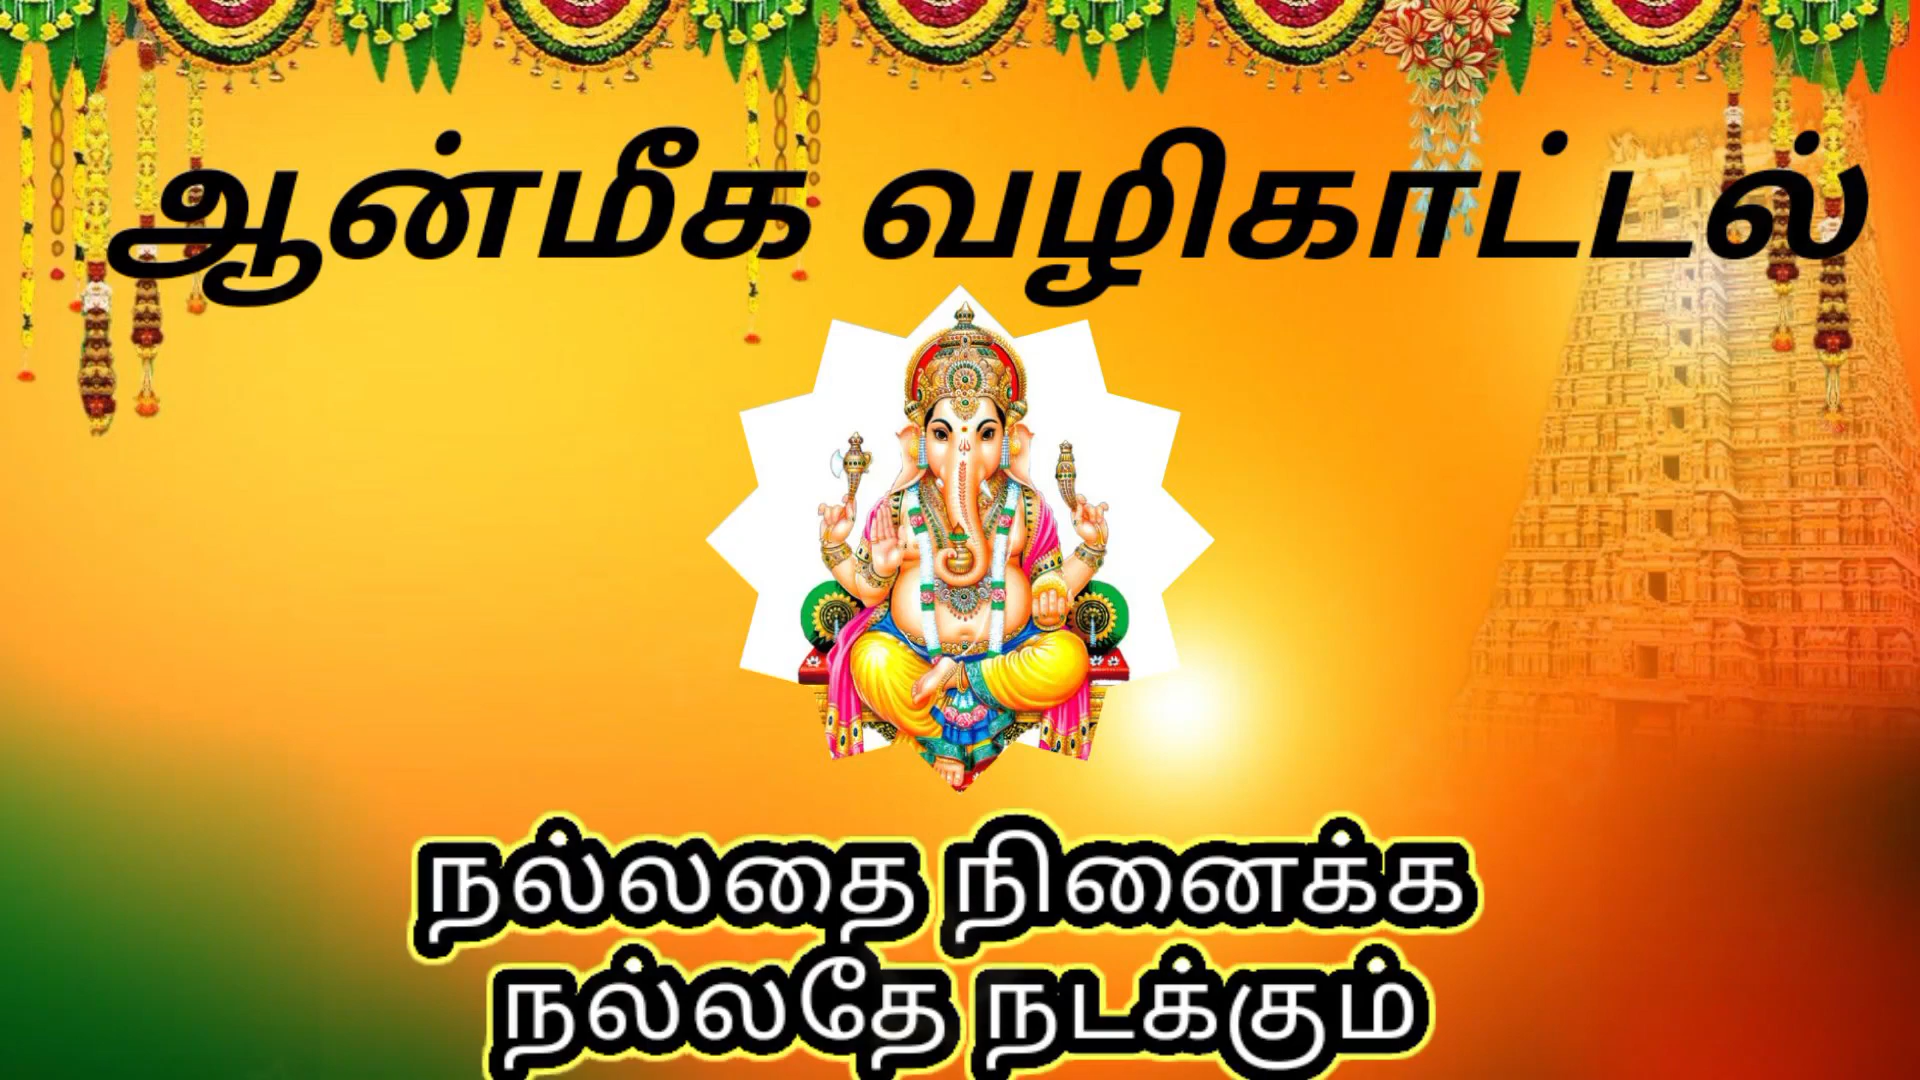 ஆன்மீக வழிகாட்டல்
நல்லதை நினைக்க
நல்லதே நடக்கும்